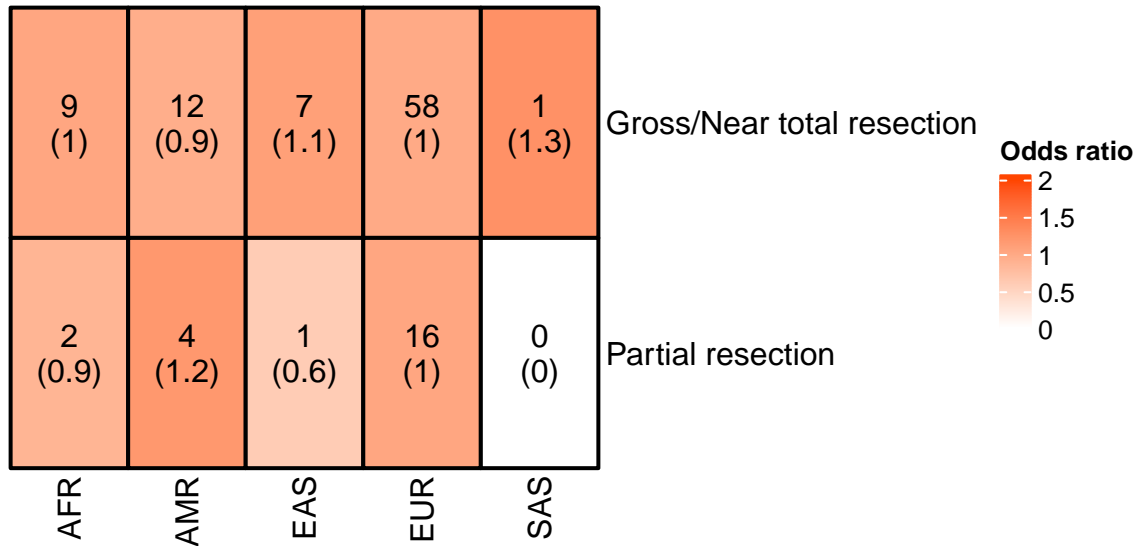 9 12 7 58 1
(1) (0.9) (1.1) (1) (1.3)
Gross/Near total resection
2 4 1 16 0
(0.9) (1.2) (0.6) (1) (0)
Partial resection
AFR AMR EAS EUR SAS
Odds ratio
2
1.5
1
0.5
0